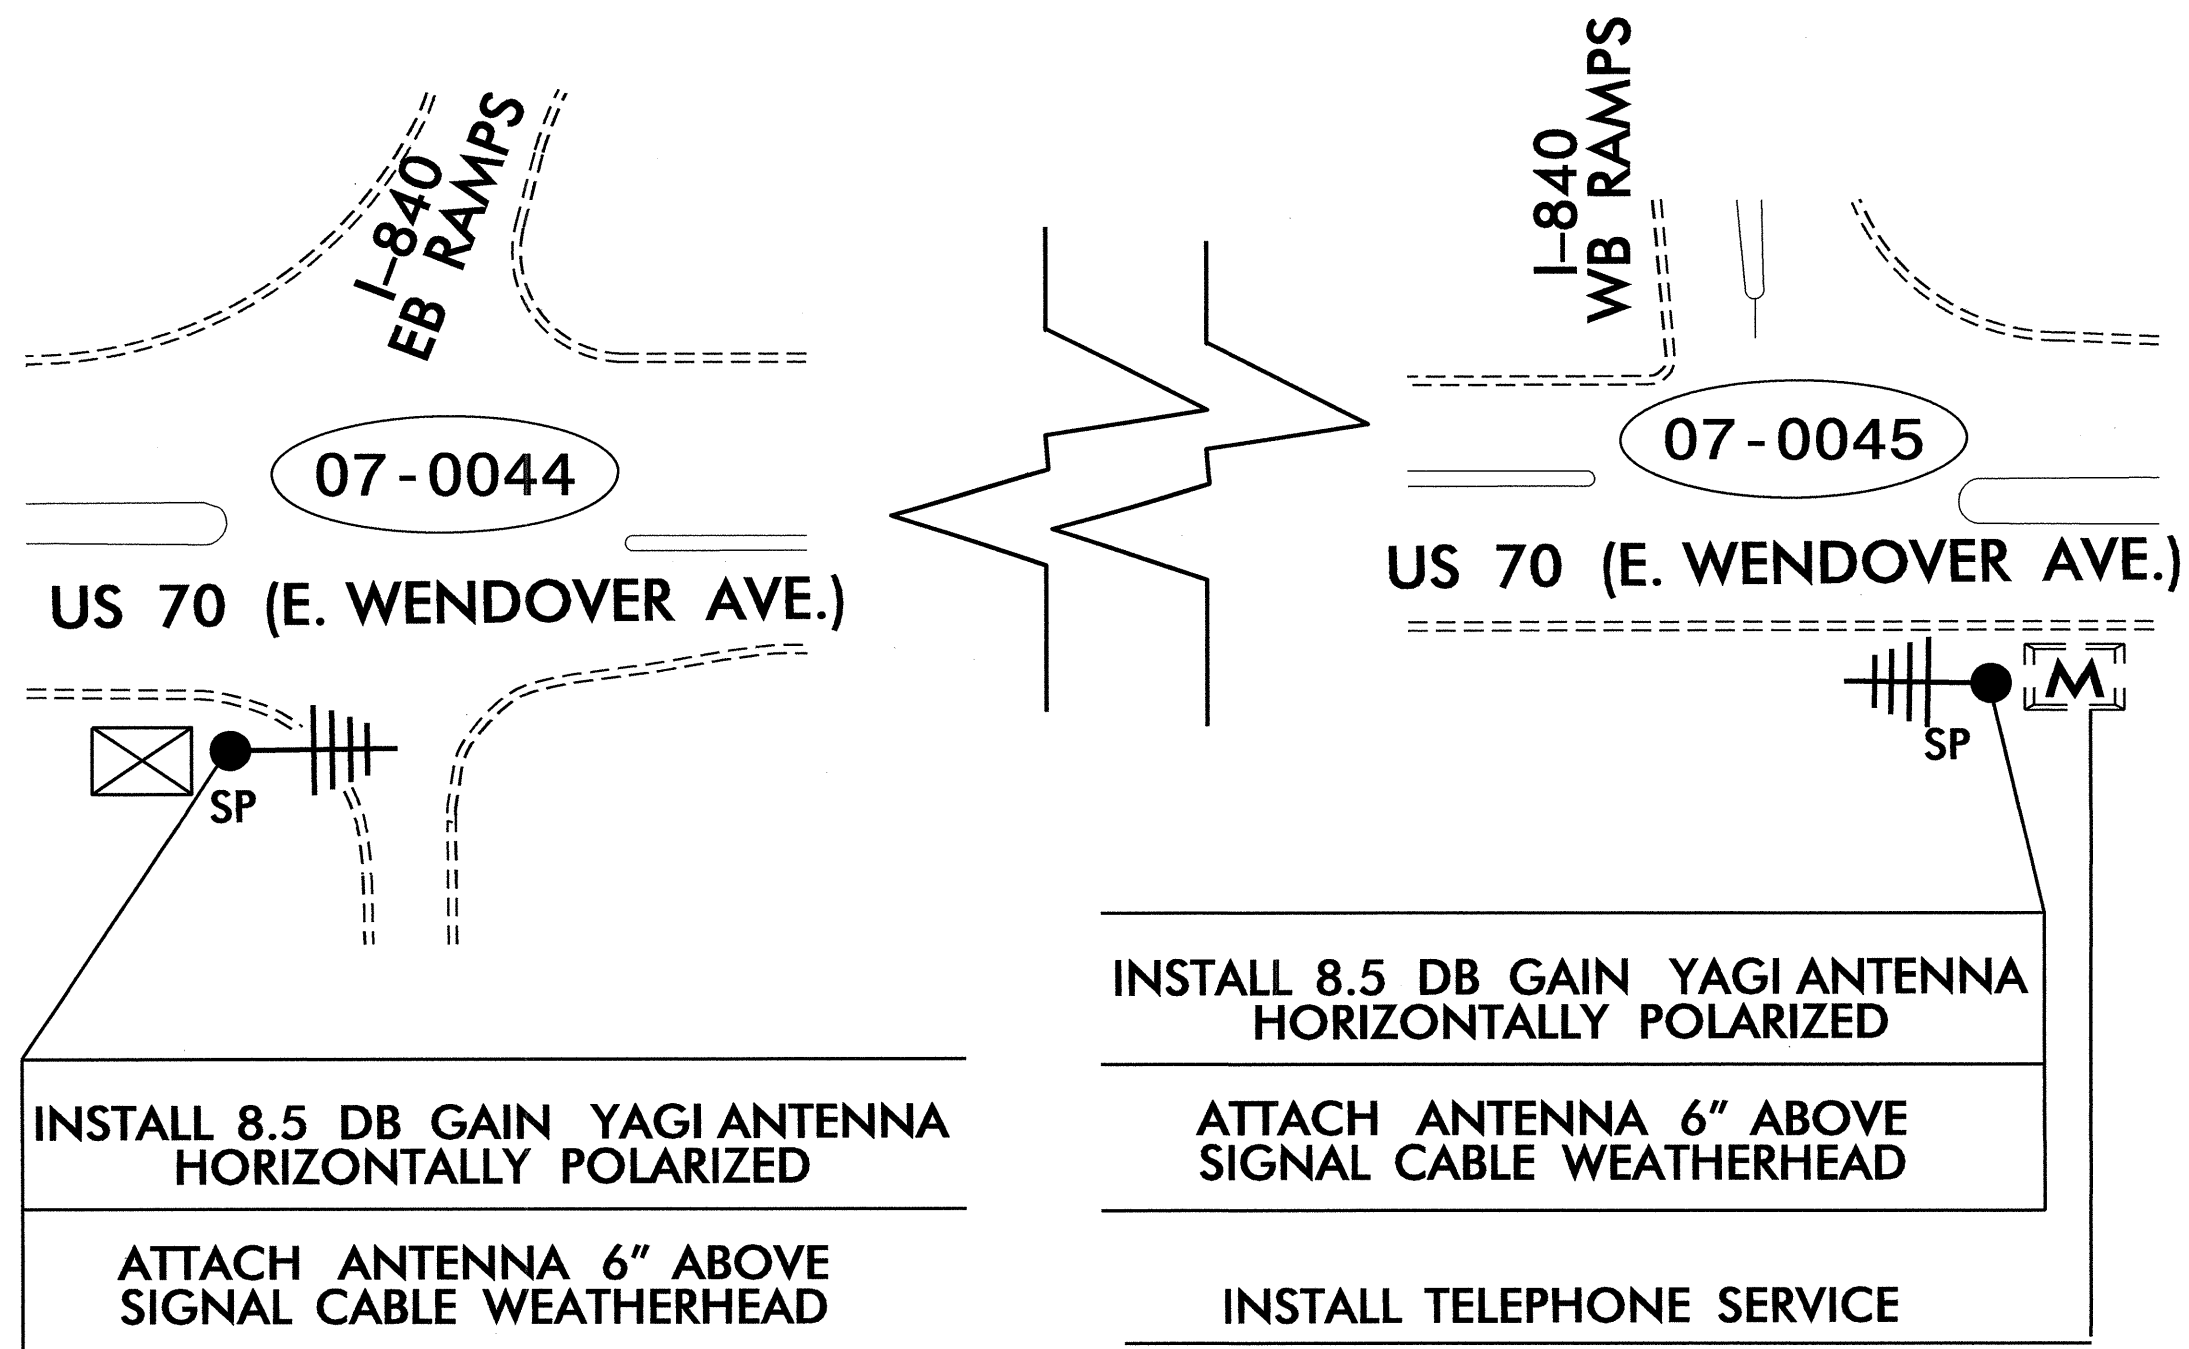 I-840
EB RAMPS
07-0044
US 70 (E. WENDOVER AVE.)
SP
INSTALL 8.5 DB GAIN YAGI ANTENNA
HORIZONTALLY POLARIZED
ATTACH ANTENNA 6" ABOVE
SIGNAL CABLE WEATHERHEAD
I-840
WB RAMPS
07-0045
US 70 (E. WENDOVER AVE.)
SP
M
INSTALL 8.5 DB GAIN YAGI ANTENNA
HORIZONTALLY POLARIZED
ATTACH ANTENNA 6" ABOVE
SIGNAL CABLE WEATHERHEAD
INSTALL TELEPHONE SERVICE